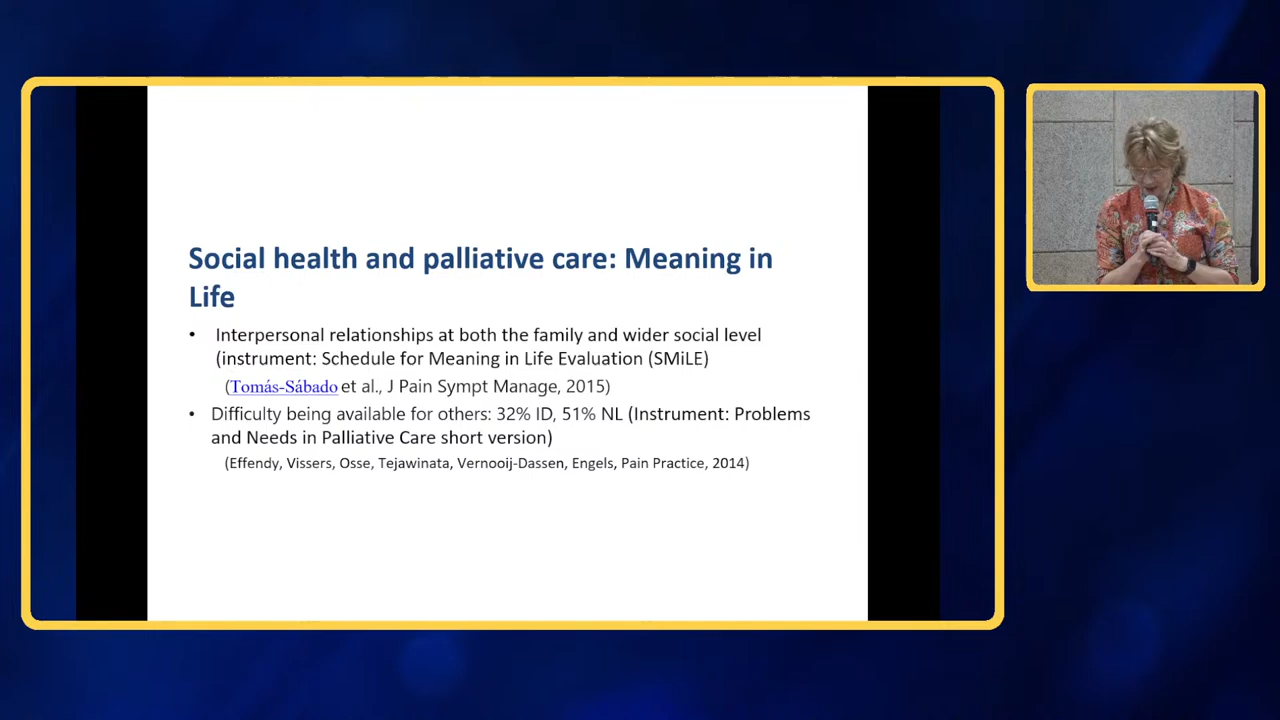 Social health and palliative care: Meaning in
Life
• Interpersonal relationships at both the family and wider social level
(instrument: Schedule for Meaning in Life Evaluation (SMiLE)
(Tomás-Sábado et al., J Pain Sympt Manage, 2015)
• Difficulty being available for others: 32% ID, 51% NL (Instrument: Problems
and Needs in Palliative Care short version)
(Effendy, Vissers, Osse, Tejawinata, Vernooij-Dassen, Engels, Pain Practice, 2014)